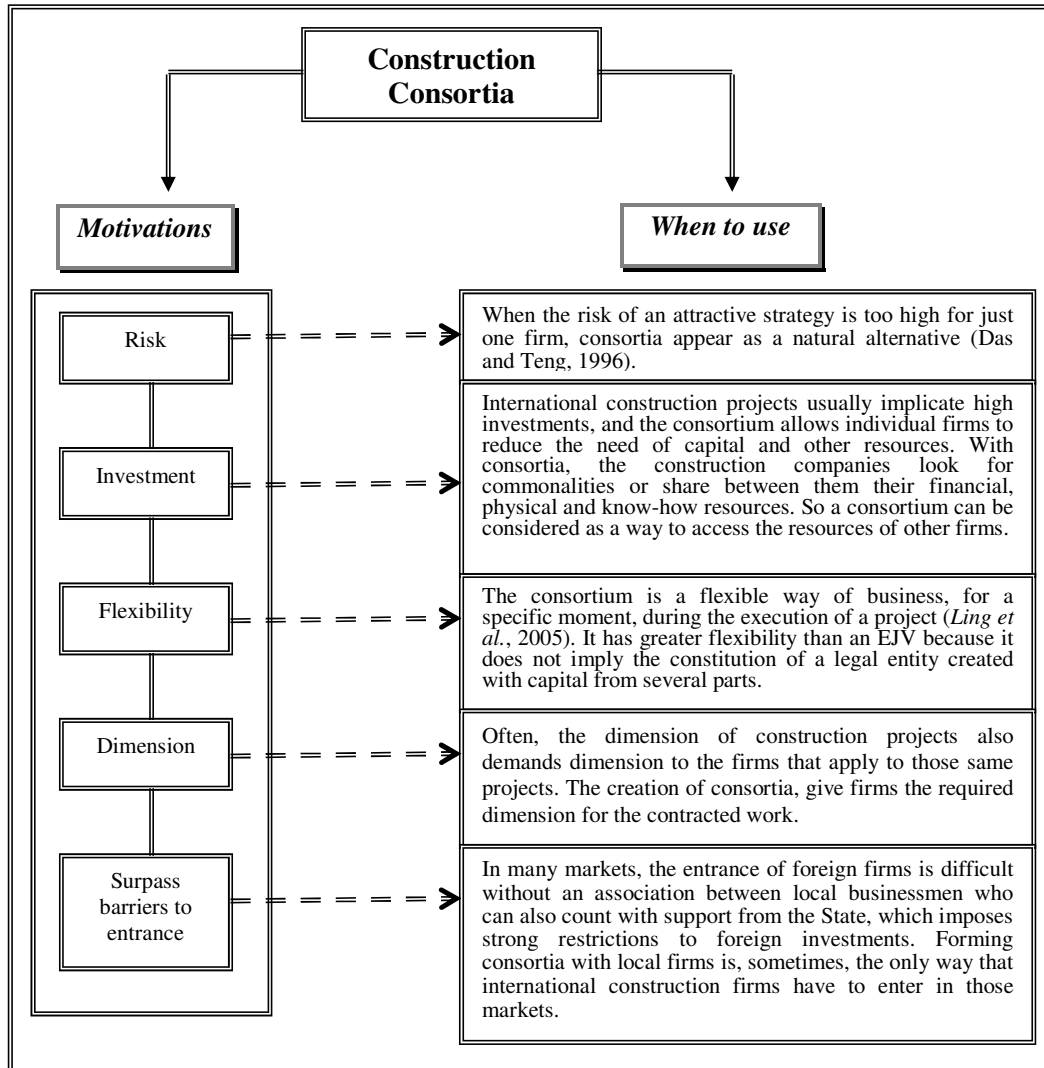 Construction
Consortia
Motivations
When to use
Risk
When the risk of an attractive strategy is too high for just
one firm, consortia appear as a natural alternative (Das
and Teng, 1996).
Investment
International construction projects usually implicate high
investments, and the consortium allows individual firms to
reduce the need of capital and other resources. With
consortia, the construction companies look for
commonalities or share between them their financial,
physical and know-how resources. So a consortium can be
considered as a way to access the resources of other firms.
Flexibility
The consortium is a flexible way of business, for a
specific moment, during the execution of a project (Ling et
al., 2005). It has greater flexibility than an EJV because it
does not imply the constitution of a legal entity created
with capital from several parts.
Dimension
Often, the dimension of construction projects also
demands dimension to the firms that apply to those same
projects. The creation of consortia, give firms the required
dimension for the contracted work.
Surpass
barriers to
entrance
In many markets, the entrance of foreign firms is difficult
without an association between local businessmen who
can also count with support from the State, which imposes
strong restrictions to foreign investments. Forming
consortia with local firms is, sometimes, the only way that
international construction firms have to enter in those
markets.